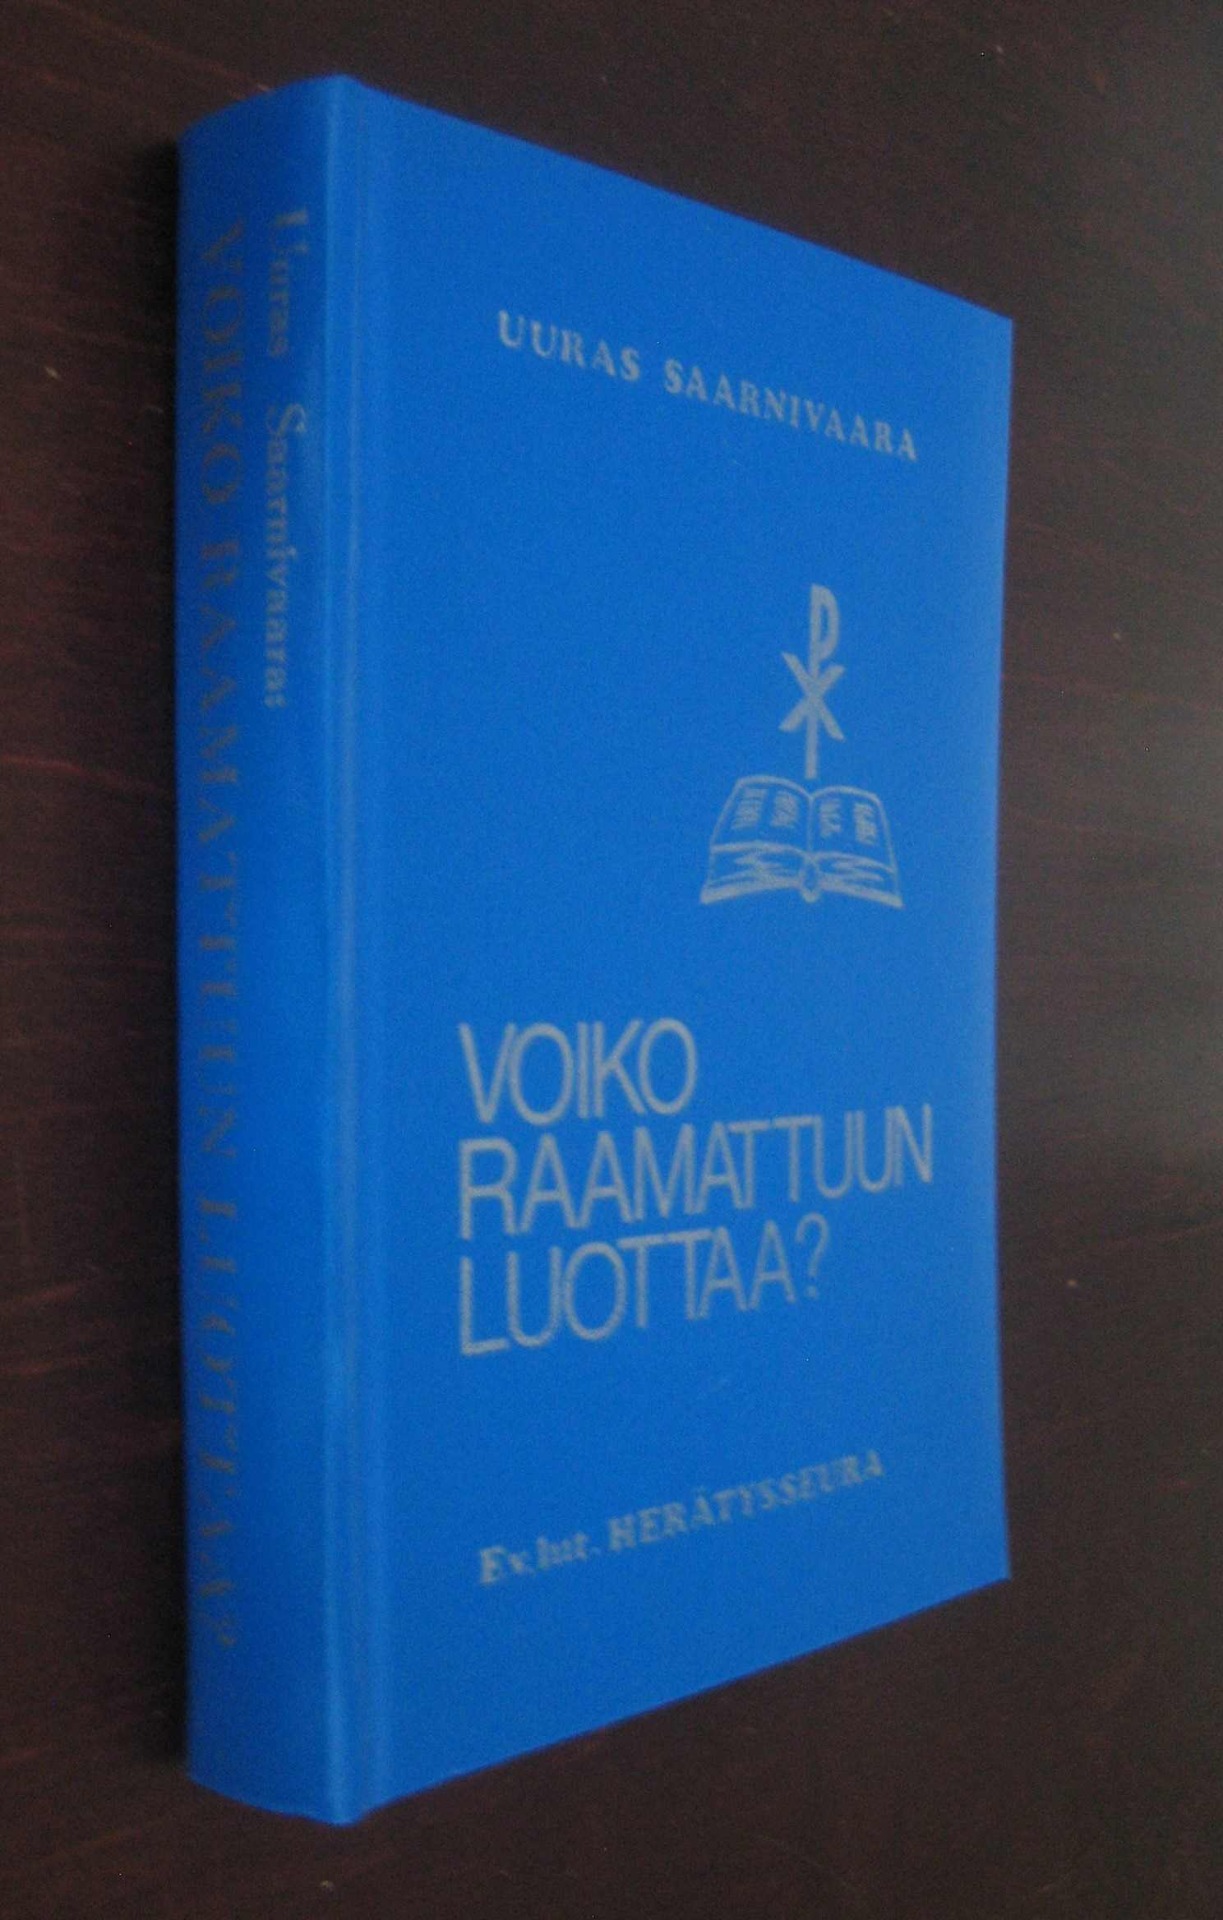 Uuras Saarnivaara
VOIKO RAAMATTUUN LUOTTAA?
UURAS SAARNIVAARA
VOIKO
RAAMATTUUN
LUOTTAA?
Ev.lut. HERÄTYSSEURA